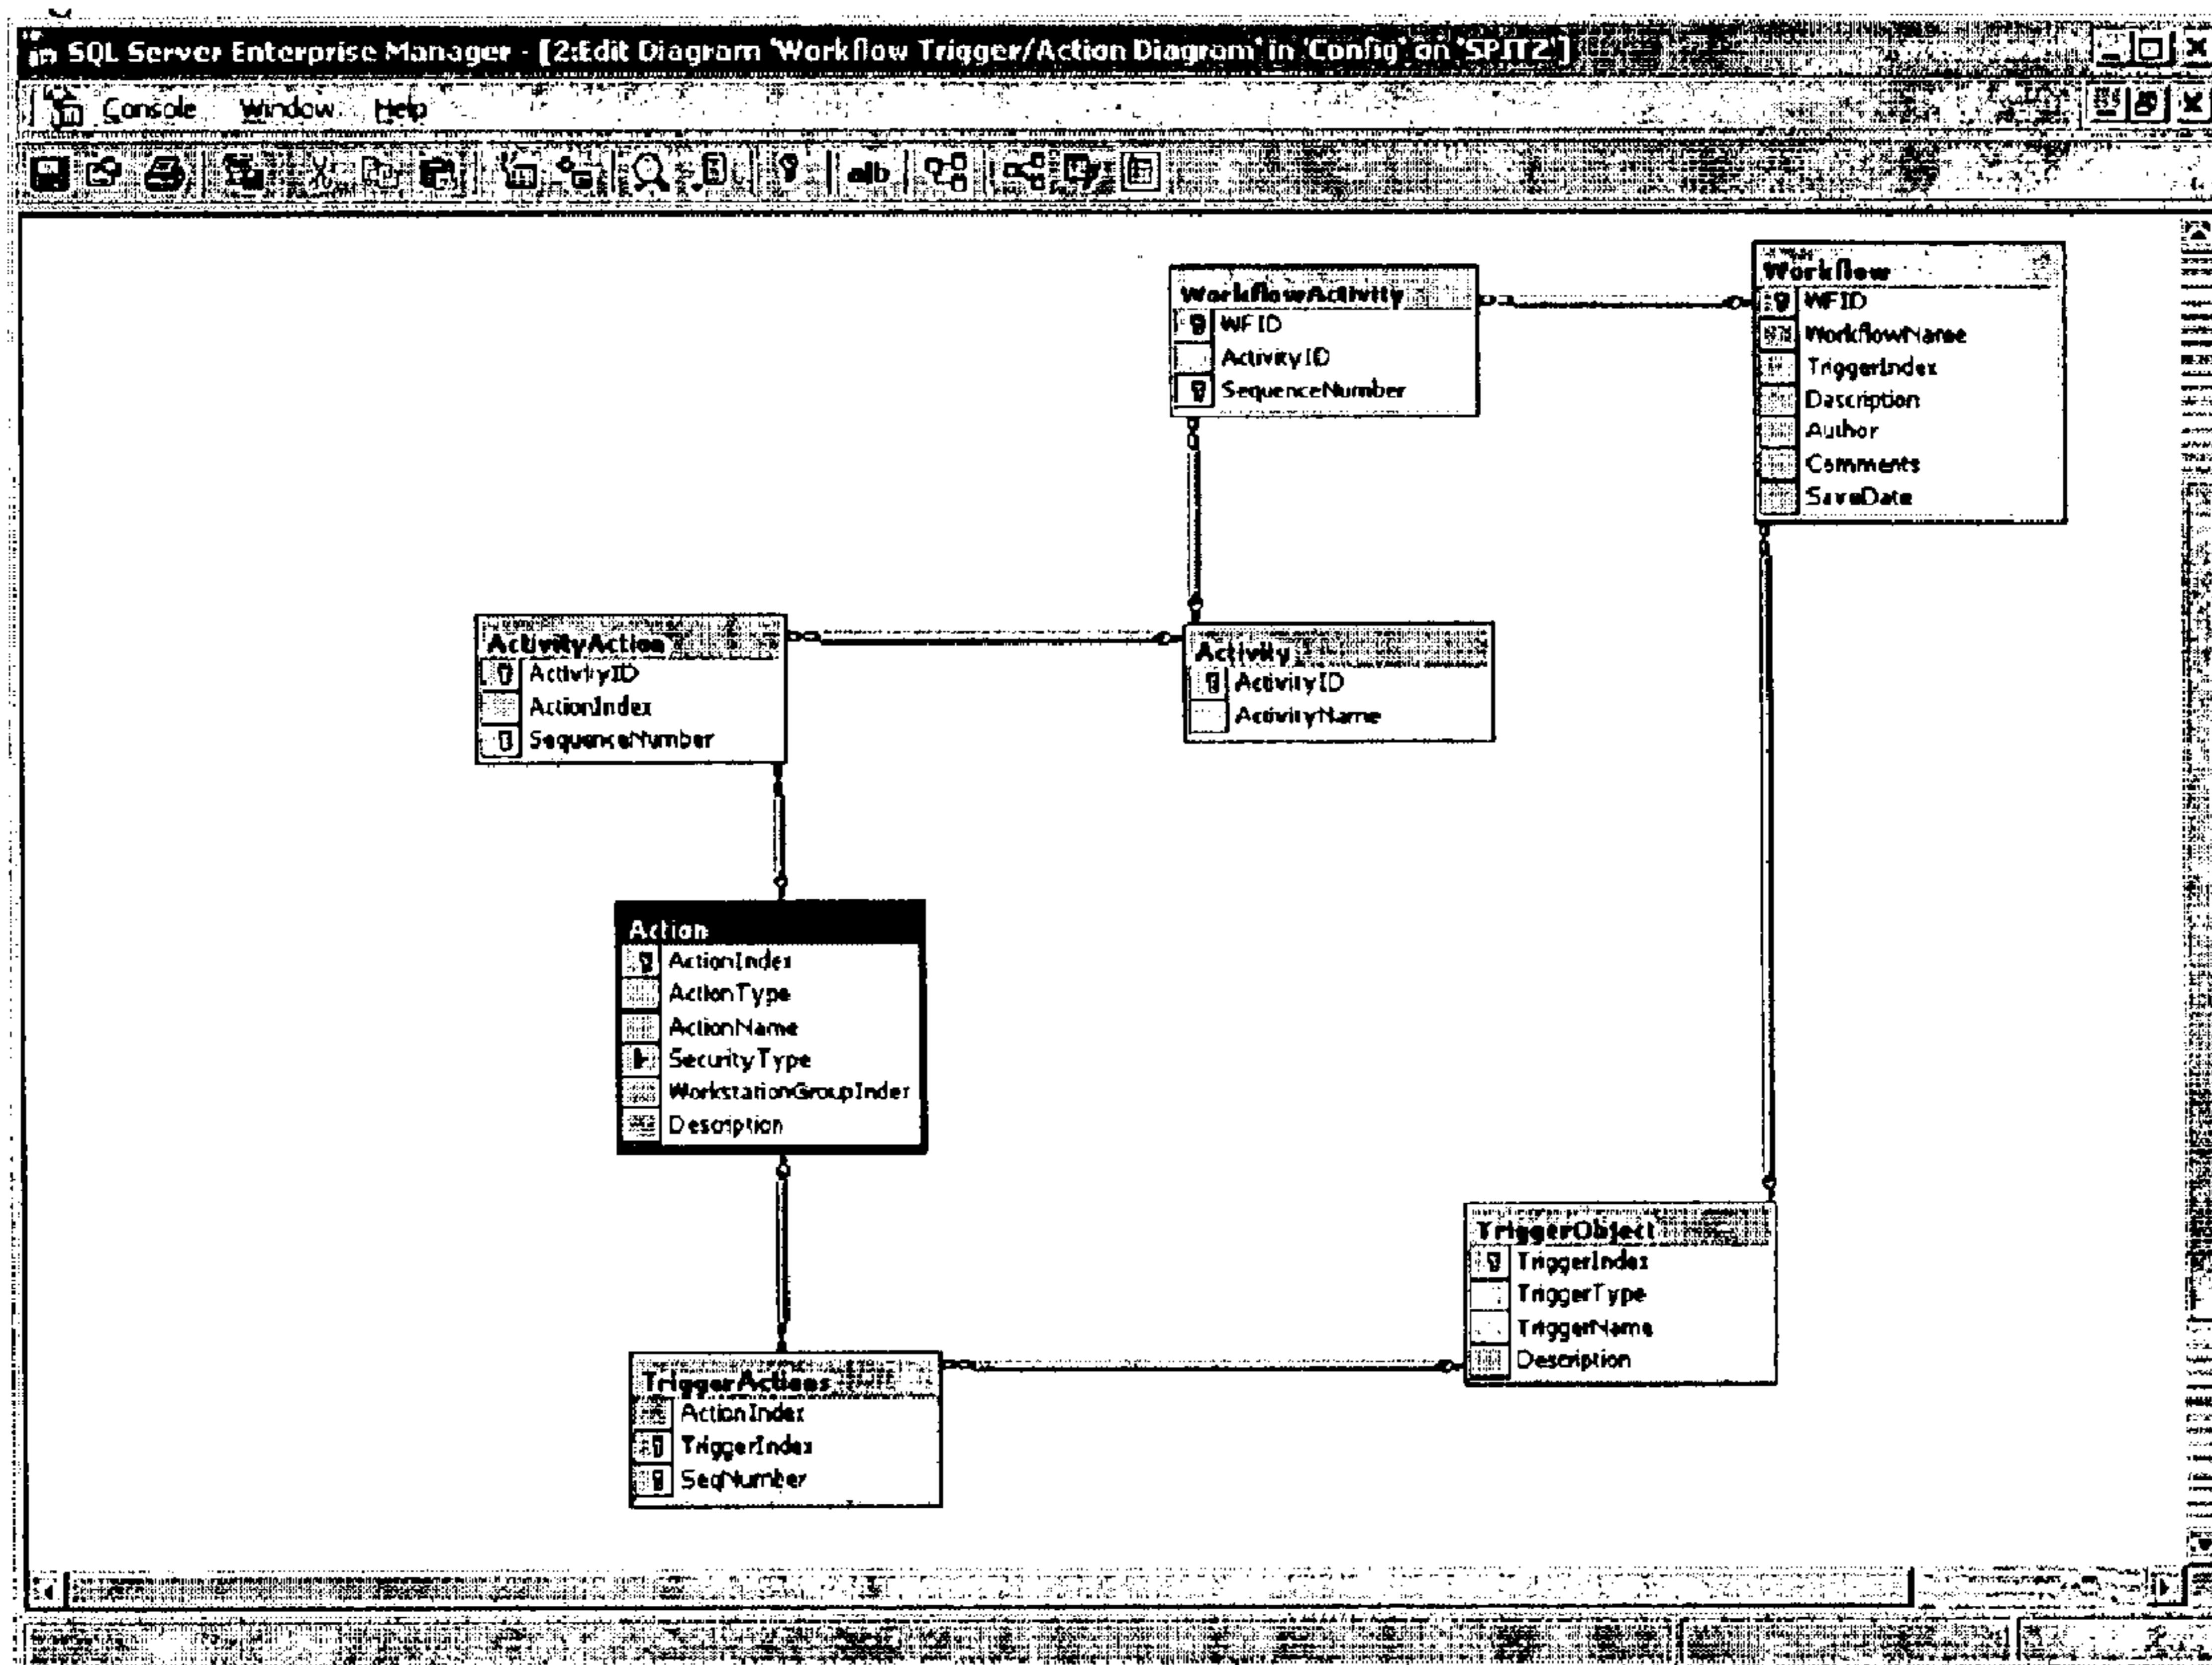 SQL Server Enterprise Manager - [2:Edit Diagram 'Workflow Trigger/Action Diagram' in 'Config' on 'SPJT2']
Console Window Help
ab
WorkflowActivity
WFID
ActivityID
SequenceNumber
Workflow
WFID
WorkflowName
TriggerIndex
Description
Author
Comments
SaveDate
ActivityAction
ActivityID
ActionIndex
SequenceNumber
Activity
ActivityID
ActivityName
Action
ActionIndex
ActionType
ActionName
SecurityType
WorkstationGroupIndex
Description
TriggerObject
TriggerIndex
TriggerType
TriggerName
Description
TriggerActions
ActionIndex
TriggerIndex
SeqNumber